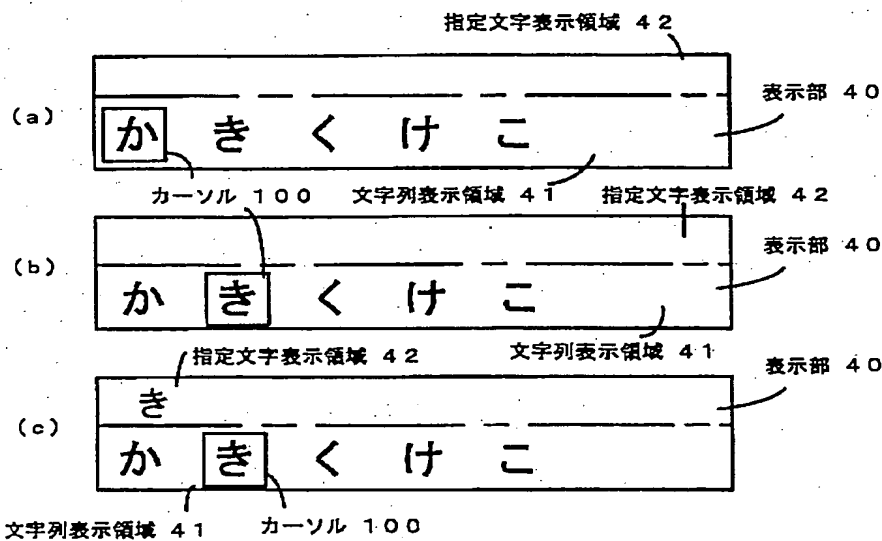 指定文字表示領域 42
(a)
か き く け こ
表示部 40
カーソル 100 文字列表示領域 41 指定文字表示領域 42
(b)
か き く け こ
表示部 40
指定文字表示領域 42 文字列表示領域 41
表示部 40
き
(c)
か き く け こ
文字列表示領域 41 カーソル 100